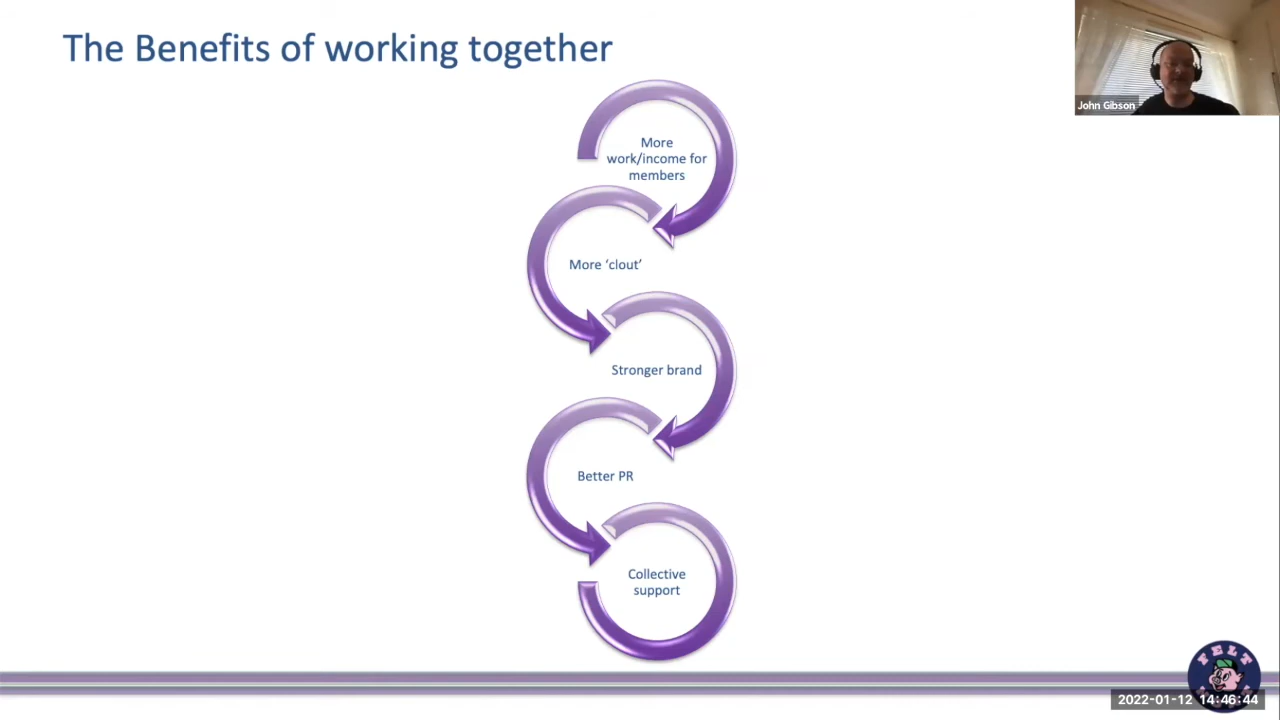 The Benefits of working together
John Gibson
More
work/income for
members
More ‘clout’
Stronger brand
Better PR
Collective
support
FELT
2022-01-12 14:46:44